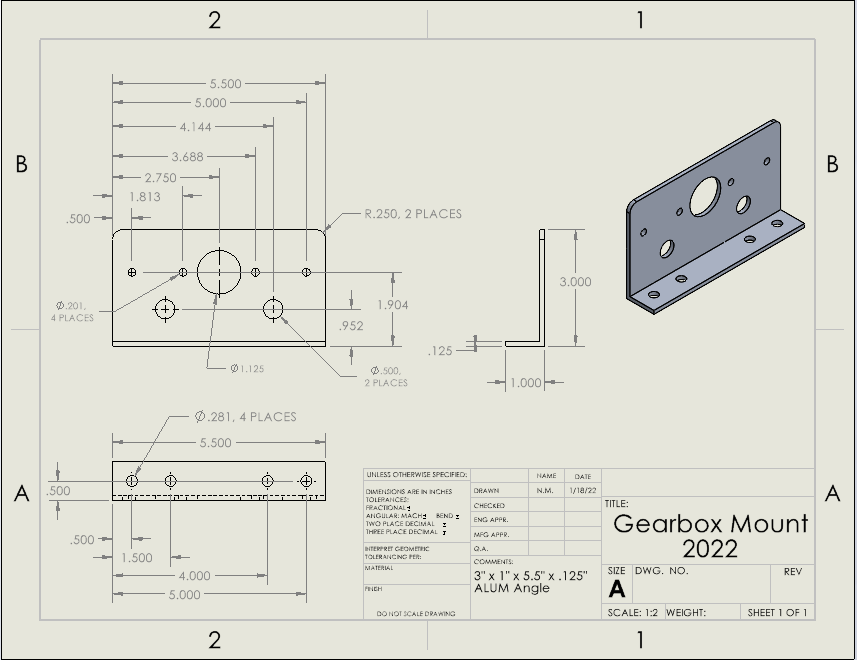 2
1
B
B
5.500
5.000
4.144
3.688
2.750
1.813
.500
R.250, 2 PLACES
Ø.201,
4 PLACES
1.904
.952
Ø1.125
Ø.500,
2 PLACES
3.000
.125
1.000
Ø.281, 4 PLACES
5.500
A
A
.500
.500
1.500
4.000
5.000
UNLESS OTHERWISE SPECIFIED:
DIMENSIONS ARE IN INCHES
TOLERANCES:
FRACTIONAL±
ANGULAR: MACH± BEND ±
TWO PLACE DECIMAL ±
THREE PLACE DECIMAL ±
INTERPRET GEOMETRIC
TOLERANCING PER:
MATERIAL
FINISH
DO NOT SCALE DRAWING
NAME DATE
DRAWN N.M. 1/18/22
CHECKED
ENG APPR.
MFG APPR.
Q.A.
COMMENTS:
3" x 1" x 5.5" x .125"
ALUM Angle
TITLE:
Gearbox Mount
2022
SIZE DWG. NO. REV
A
SCALE: 1:2 WEIGHT: SHEET 1 OF 1
2
1